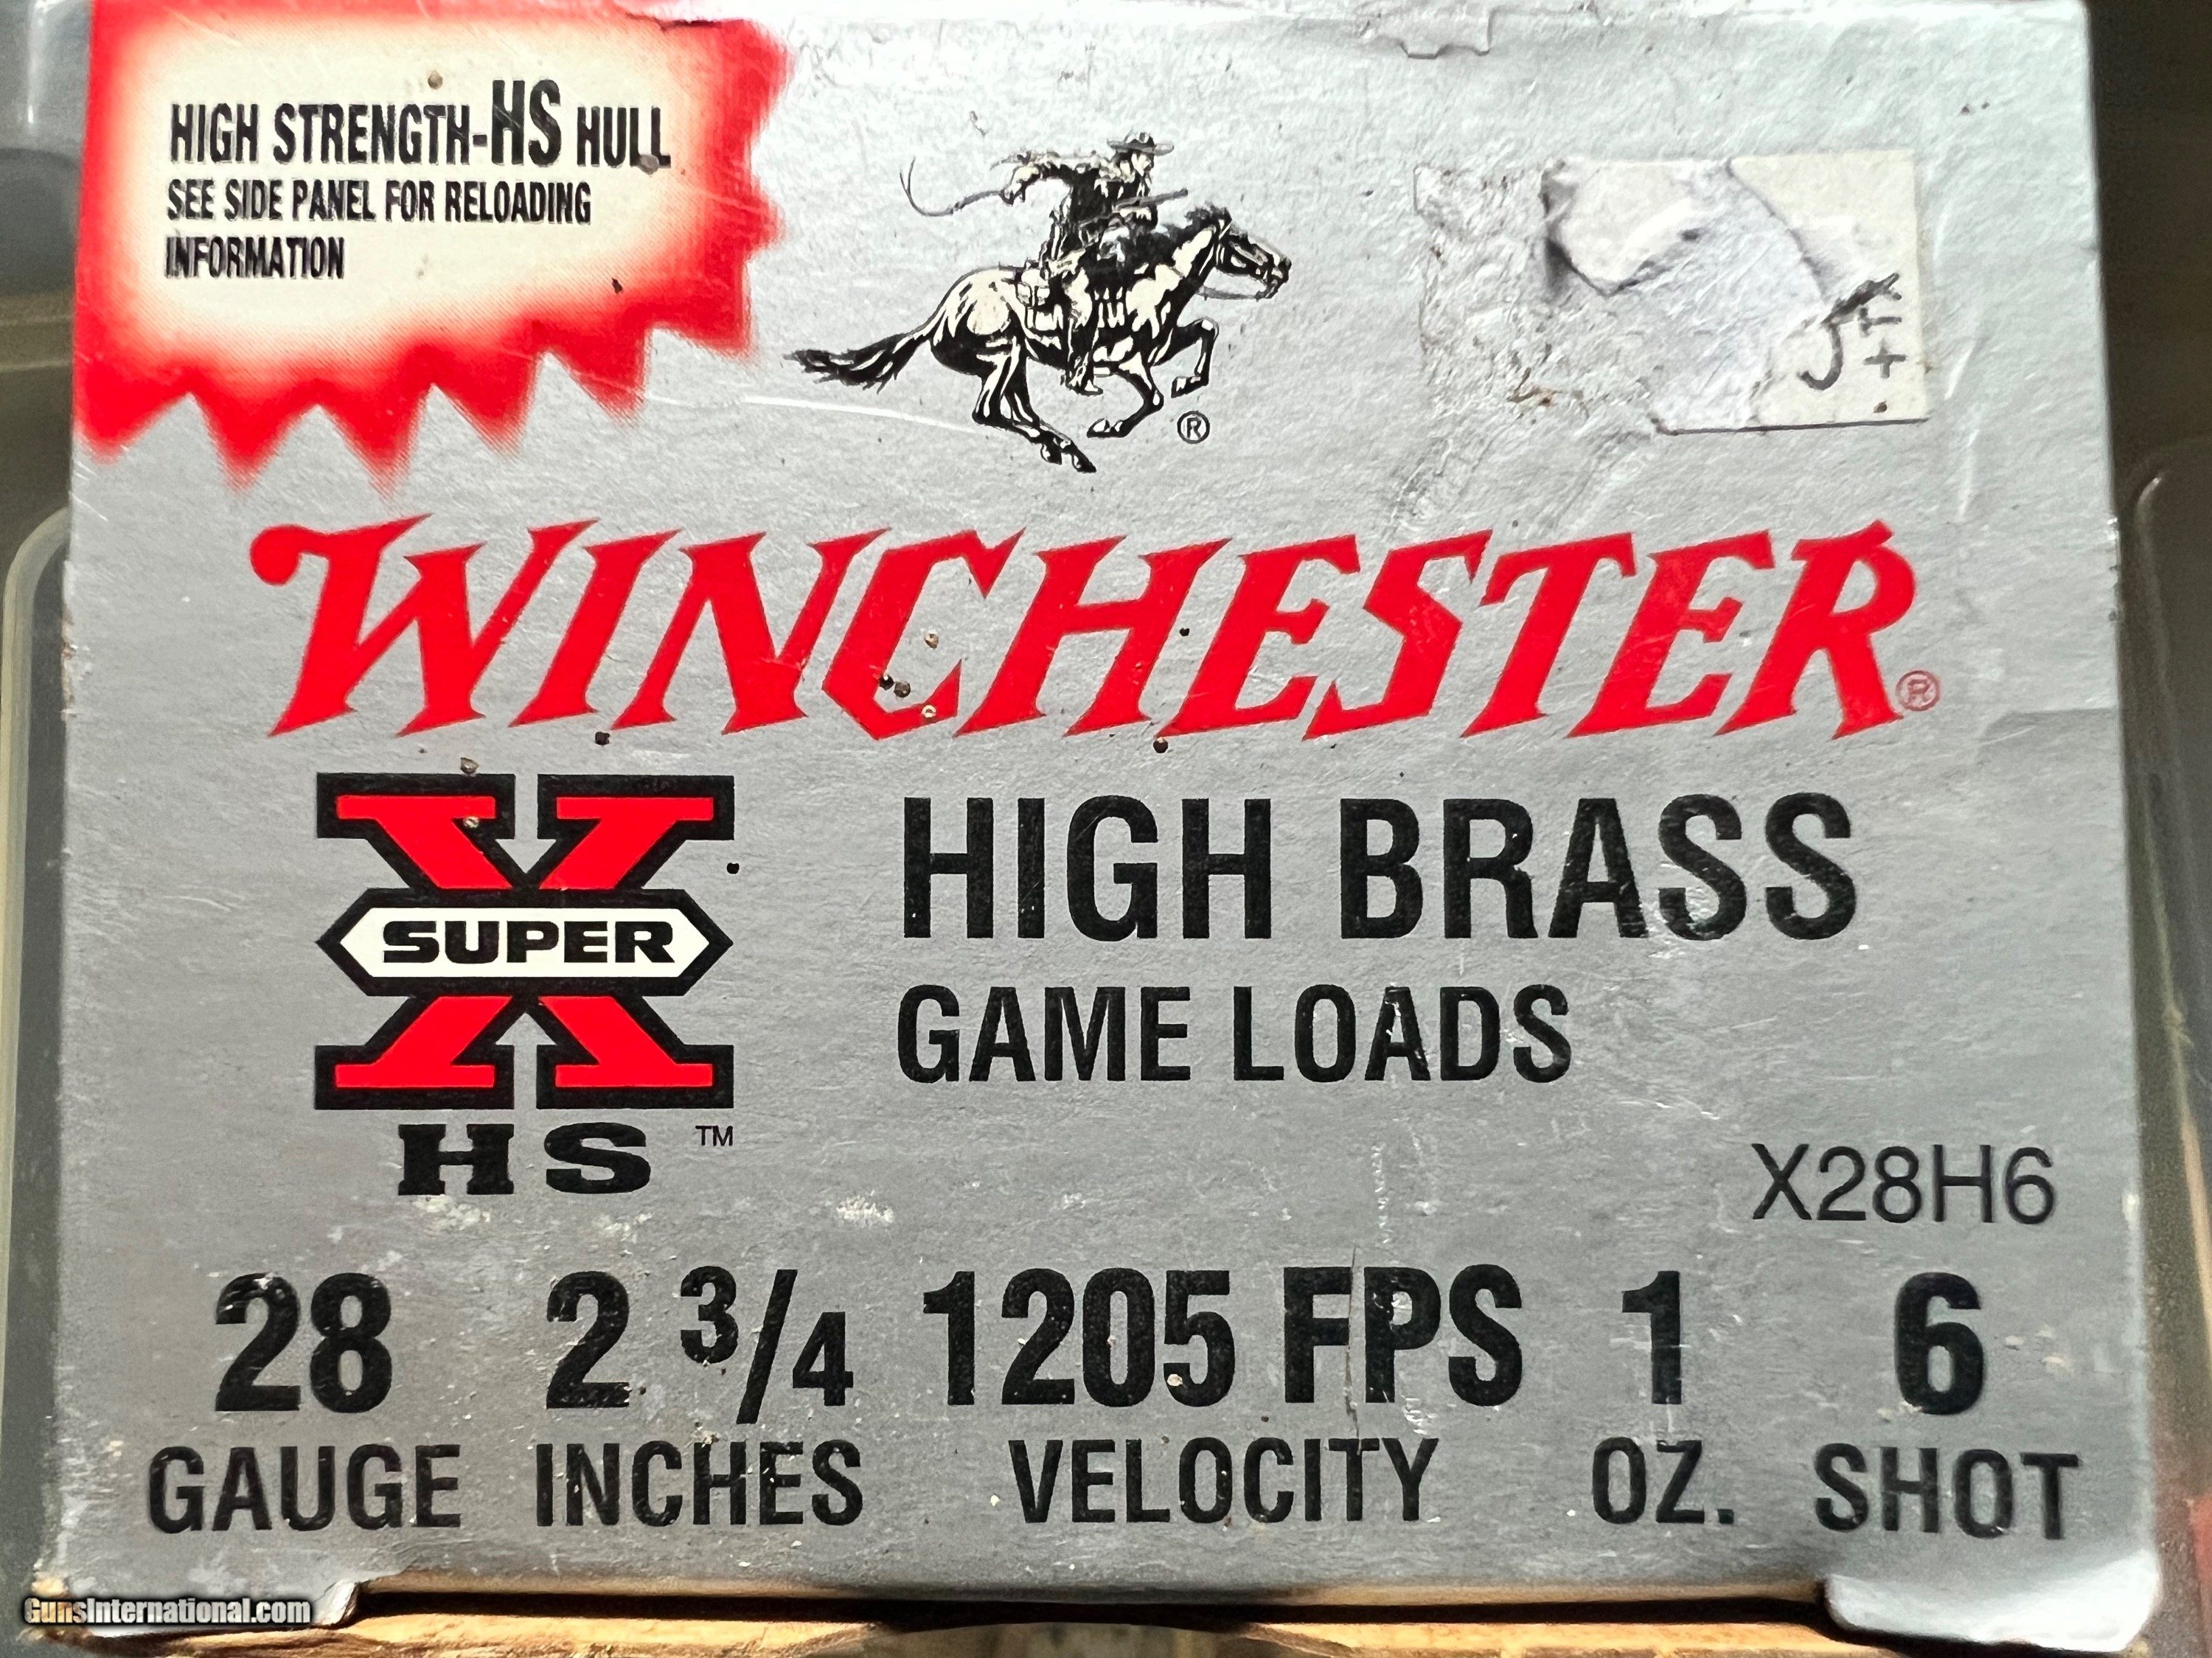 HIGH STRENGTH-HS HULL
SEE SIDE PANEL FOR RELOADING
INFORMATION
®
WINCHESTER®
X
SUPER
HS™
HIGH BRASS
GAME LOADS
X28H6
28 2 3/4 1205 FPS 1 6
GAUGE INCHES VELOCITY OZ. SHOT
GunsInternational.com